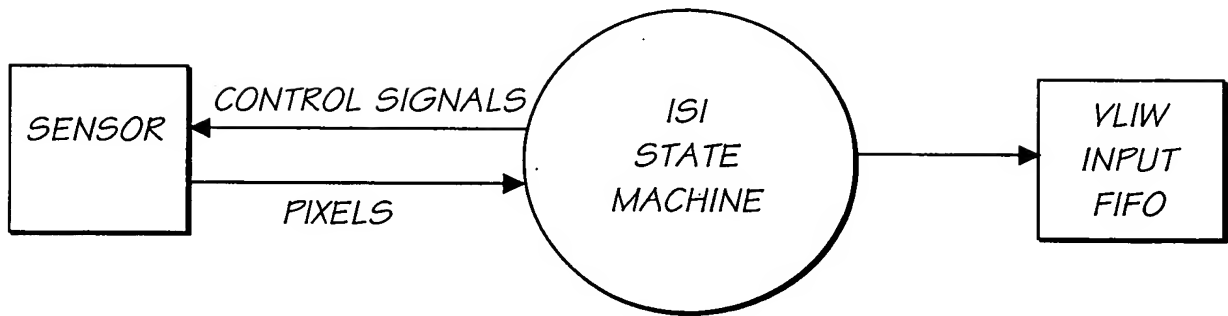 SENSOR
CONTROL SIGNALS
PIXELS
ISI
STATE
MACHINE
VLIW
INPUT
FIFO